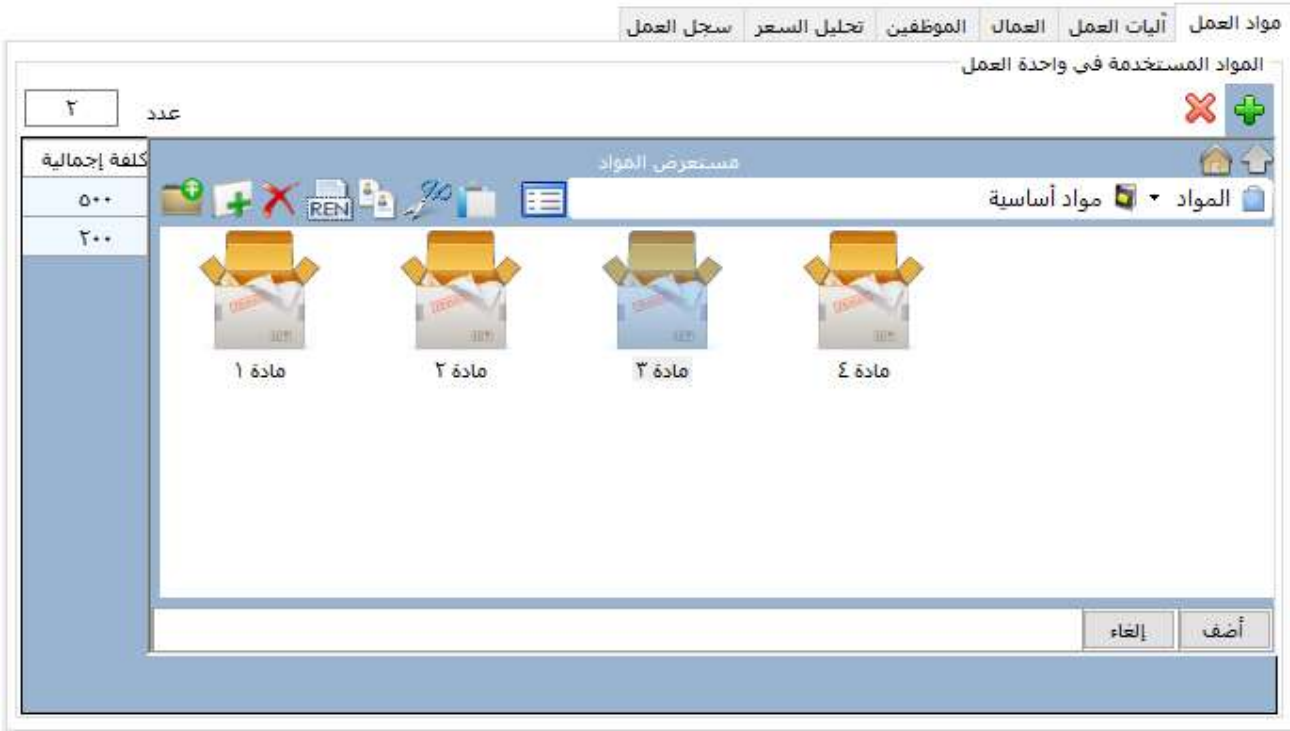 مواد العمل آليات العمل العمال الموظفين تحليل السعر سجل العمل
المواد المستخدمة في واحدة العمل
عدد ٢
مستعرض المواد
كلفة إجمالية
المواد مواد أساسية
REN
٥٠٠
٢٠٠
مادة ١ مادة ٢ مادة ٣ مادة ٤
أضف إلغاء